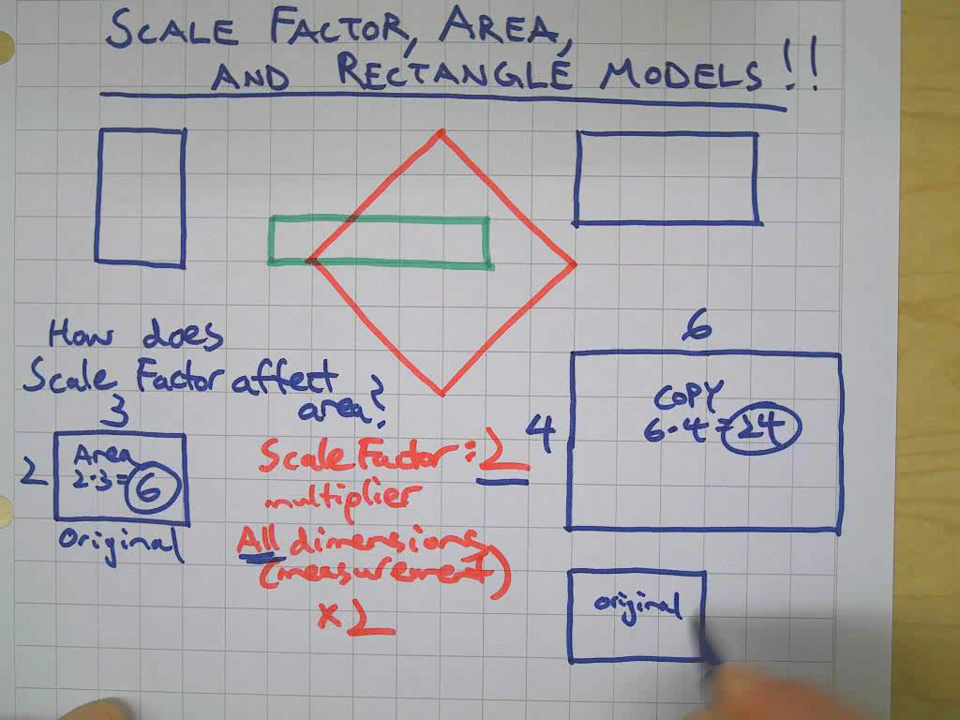 SCALE FACTOR, AREA,
AND RECTANGLE MODELS!!
How does
Scale Factor affect
area?
3
2
Area
2·3=6
Original
Scale Factor: 2
multiplier
All dimensions
(measurement)
×2
6
4
COPY
6·4=24
original